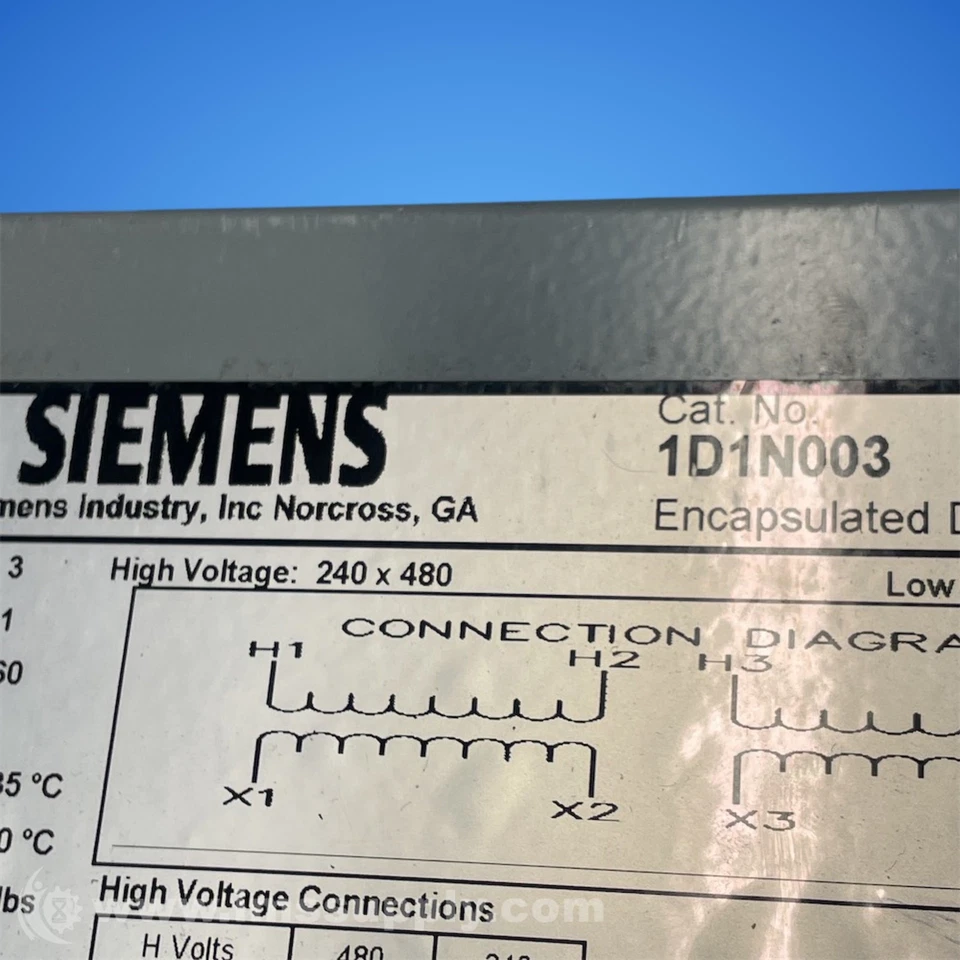 SIEMENS
Cat. No.
1D1N003
mens Industry, Inc Norcross, GA
Encapsulated
3
High Voltage: 240 x 480
Low
1
CONNECTION DIAGRA
H1
H2
H3
60
35 °C
X1
X2
X3
0 °C
lbs
High Voltage Connections
H Volts
480
240